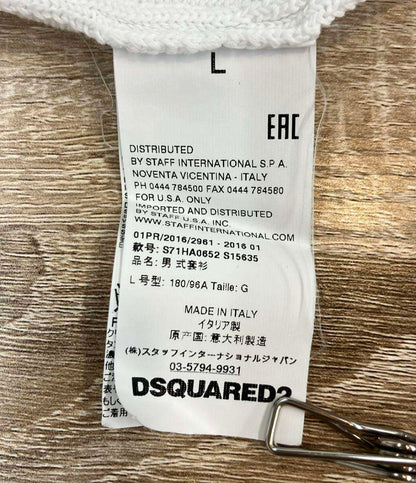 L
EAC
DISTRIBUTED
BY STAFF INTERNATIONAL S.P.A.
NOVENTA VICENTINA - ITALY
PH 0444 784500 FAX 0444 784580
FOR U.S.A. ONLY
IMPORTED AND DISTRIBUTED
BY STAFF U.S.A. INC.
WWW.STAFFINTERNATIONAL.COM
01PR/2016/2961 - 2016 01
款号: S71HA0652 S15635
品名: 男式套衫
L 号型: 180/96A Taille: G
MADE IN ITALY
イタリア製
原产国: 意大利制造
(株)スタッフインターナショナルジャパン
03-5794-9931
DSQUARED2